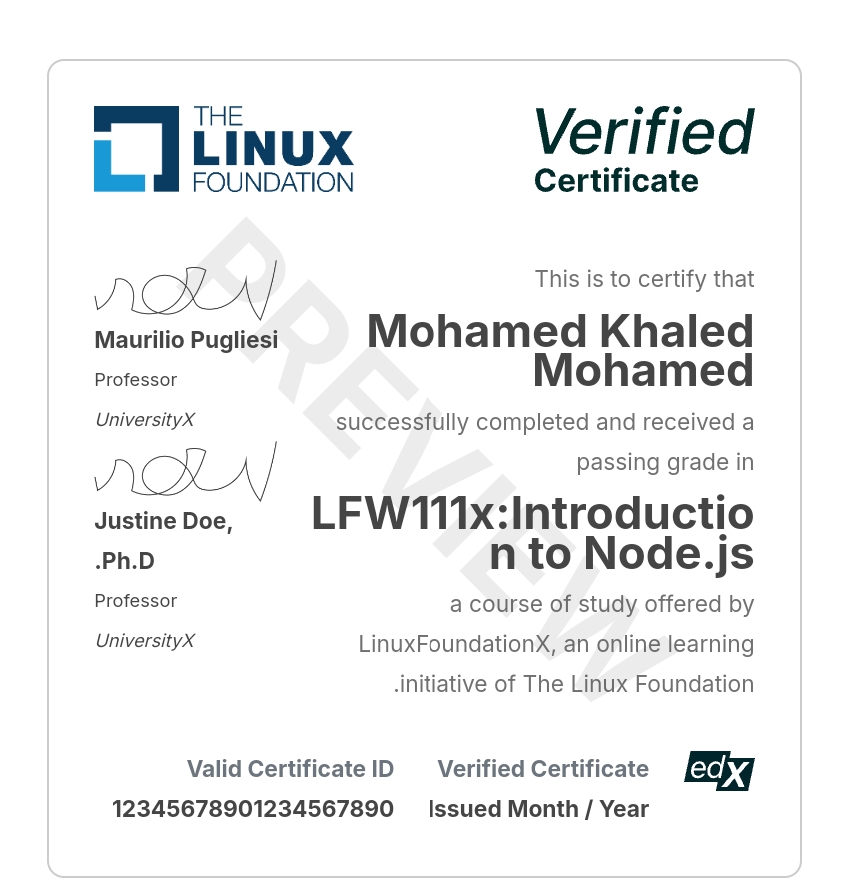 THE
LINUX
FOUNDATION
Verified
Certificate
PREVIEW
This is to certify that
Mohamed Khaled
Mohamed
successfully completed and received a
passing grade in
LFW111x:Introductio
n to Node.js
a course of study offered by
LinuxFoundationX, an online learning
.initiative of The Linux Foundation
Maurilio Pugliesi
Professor
UniversityX
Justine Doe,
.Ph.D
Professor
UniversityX
edX
Verified Certificate
Issued Month / Year
Valid Certificate ID
12345678901234567890